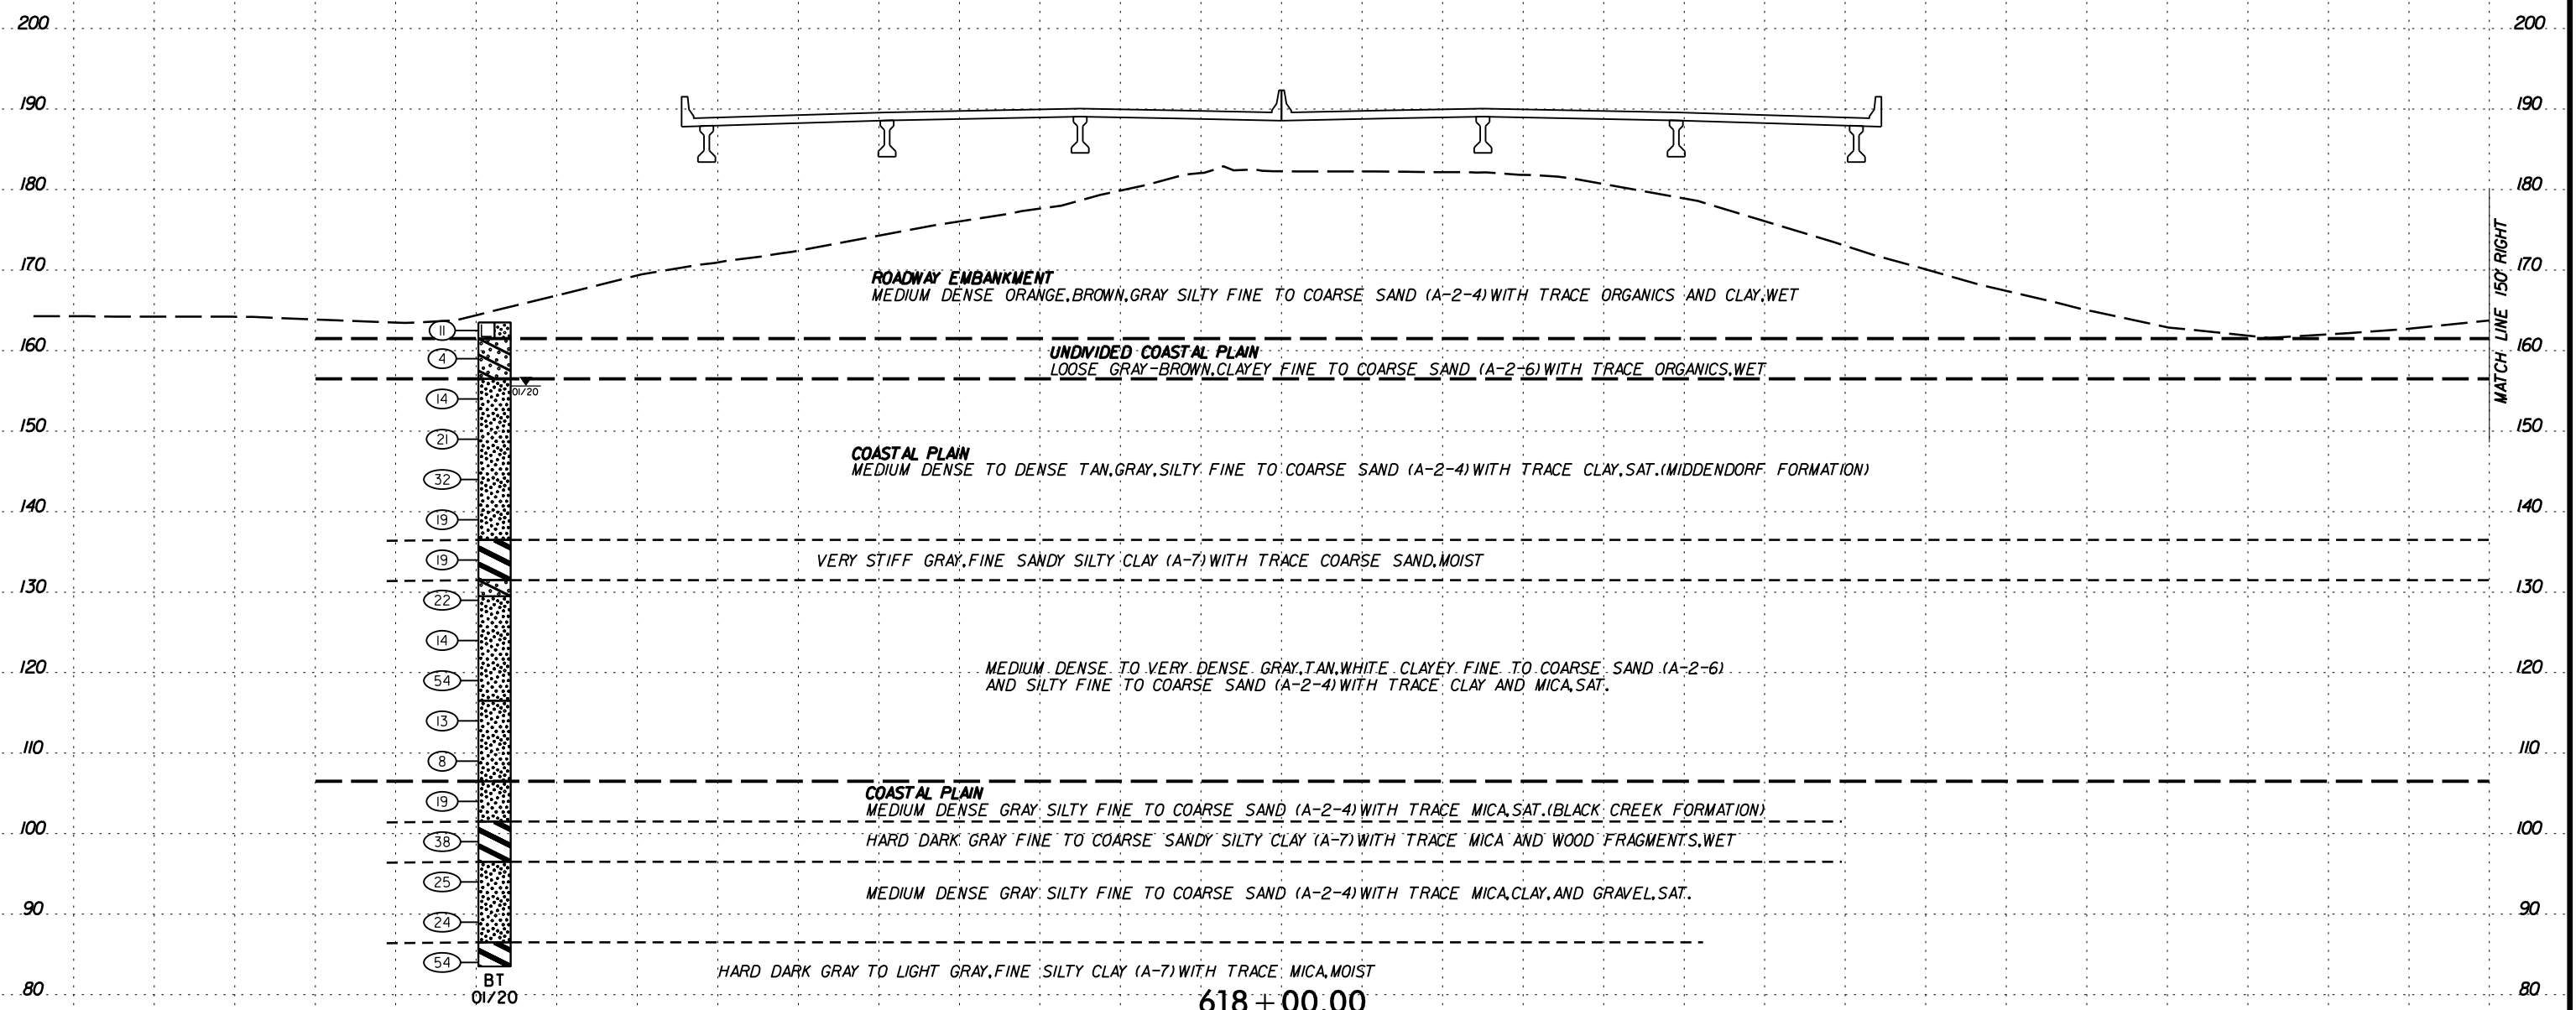 200 200
190 190
180 180
170 170
MATCH LINE 150' RIGHT
ROADWAY EMBANKMENT
MEDIUM DENSE ORANGE,BROWN,GRAY SILTY FINE TO COARSE SAND (A-2-4) WITH TRACE ORGANICS AND CLAY,WET
11
160 160
UNDIVIDED COASTAL PLAIN
4
LOOSE GRAY-BROWN,CLAYEY FINE TO COARSE SAND (A-2-6) WITH TRACE ORGANICS,WET
01/20
14
150 150
21
COASTAL PLAIN
MEDIUM DENSE TO DENSE TAN,GRAY,SILTY FINE TO COARSE SAND (A-2-4) WITH TRACE CLAY,SAT.(MIDDENDORF FORMATION)
32
140 140
19
19
VERY STIFF GRAY,FINE SANDY SILTY CLAY (A-7) WITH TRACE COARSE SAND,MOIST
130 130
22
14
120 120
MEDIUM DENSE TO VERY DENSE GRAY,TAN,WHITE CLAYEY FINE TO COARSE SAND (A-2-6)
54
AND SILTY FINE TO COARSE SAND (A-2-4) WITH TRACE CLAY AND MICA,SAT.
13
110 110
8
COASTAL PLAIN
19
MEDIUM DENSE GRAY SILTY FINE TO COARSE SAND (A-2-4) WITH TRACE MICA,SAT.(BLACK CREEK FORMATION)
100 100
38
HARD DARK GRAY FINE TO COARSE SANDY SILTY CLAY (A-7) WITH TRACE MICA AND WOOD FRAGMENTS,WET
25
MEDIUM DENSE GRAY SILTY FINE TO COARSE SAND (A-2-4) WITH TRACE MICA,CLAY,AND GRAVEL,SAT.
90 90
24
54
HARD DARK GRAY TO LIGHT GRAY,FINE SILTY CLAY (A-7) WITH TRACE MICA,MOIST
BT
80 80
01/20
618+00.00